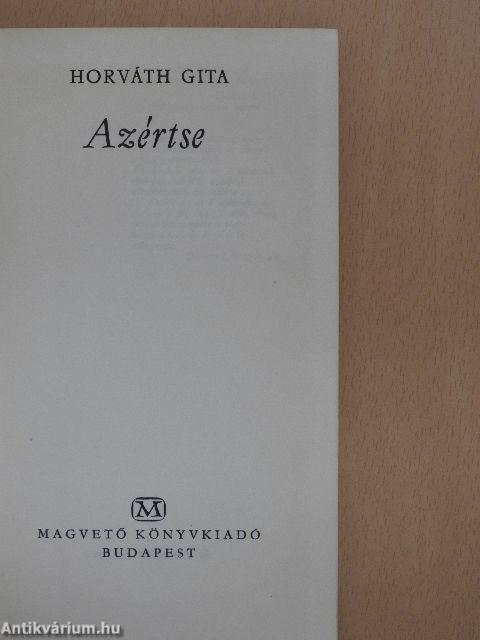 HORVÁTH GITA
Azértse
M
MAGVETŐ KÖNYVKIADÓ
BUDAPEST
Antikvárium.hu